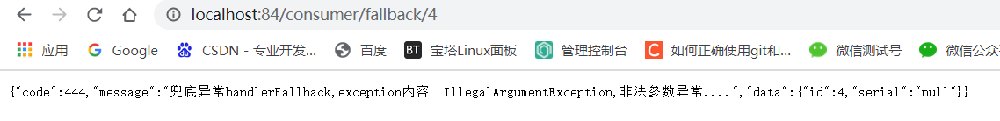 localhost:84/consumer/fallback/4
应用 Google CSDN - 专业开发... 百度 BT 宝塔Linux面板 管理控制台 C 如何正确使用git和... 微信测试号 微信公众
{"code":444,"message":"兜底异常handlerFallback,exception内容  IllegalArgumentException,非法参数异常....","data":{"id":4,"serial":"null"}}